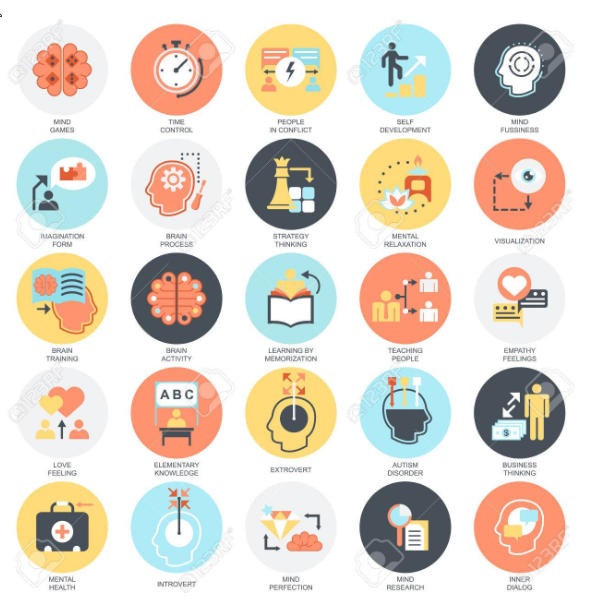 MIND
GAMES
TIME
CONTROL
PEOPLE
IN CONFLICT
SELF
DEVELOPMENT
MIND
FUSSINESS
IMAGINATION
FORM
BRAIN
PROCESS
STRATEGY
THINKING
MENTAL
RELAXATION
VISUALIZATION
BRAIN
TRAINING
BRAIN
ACTIVITY
LEARNING BY
MEMORIZATION
TEACHING
PEOPLE
EMPATHY
FEELINGS
LOVE
FEELING
ABC
ELEMENTARY
KNOWLEDGE
EXTROVERT
AUTISM
DISORDER
$
BUSINESS
THINKING
MENTAL
HEALTH
INTROVERT
MIND
PERFECTION
MIND
RESEARCH
INNER
DIALOG